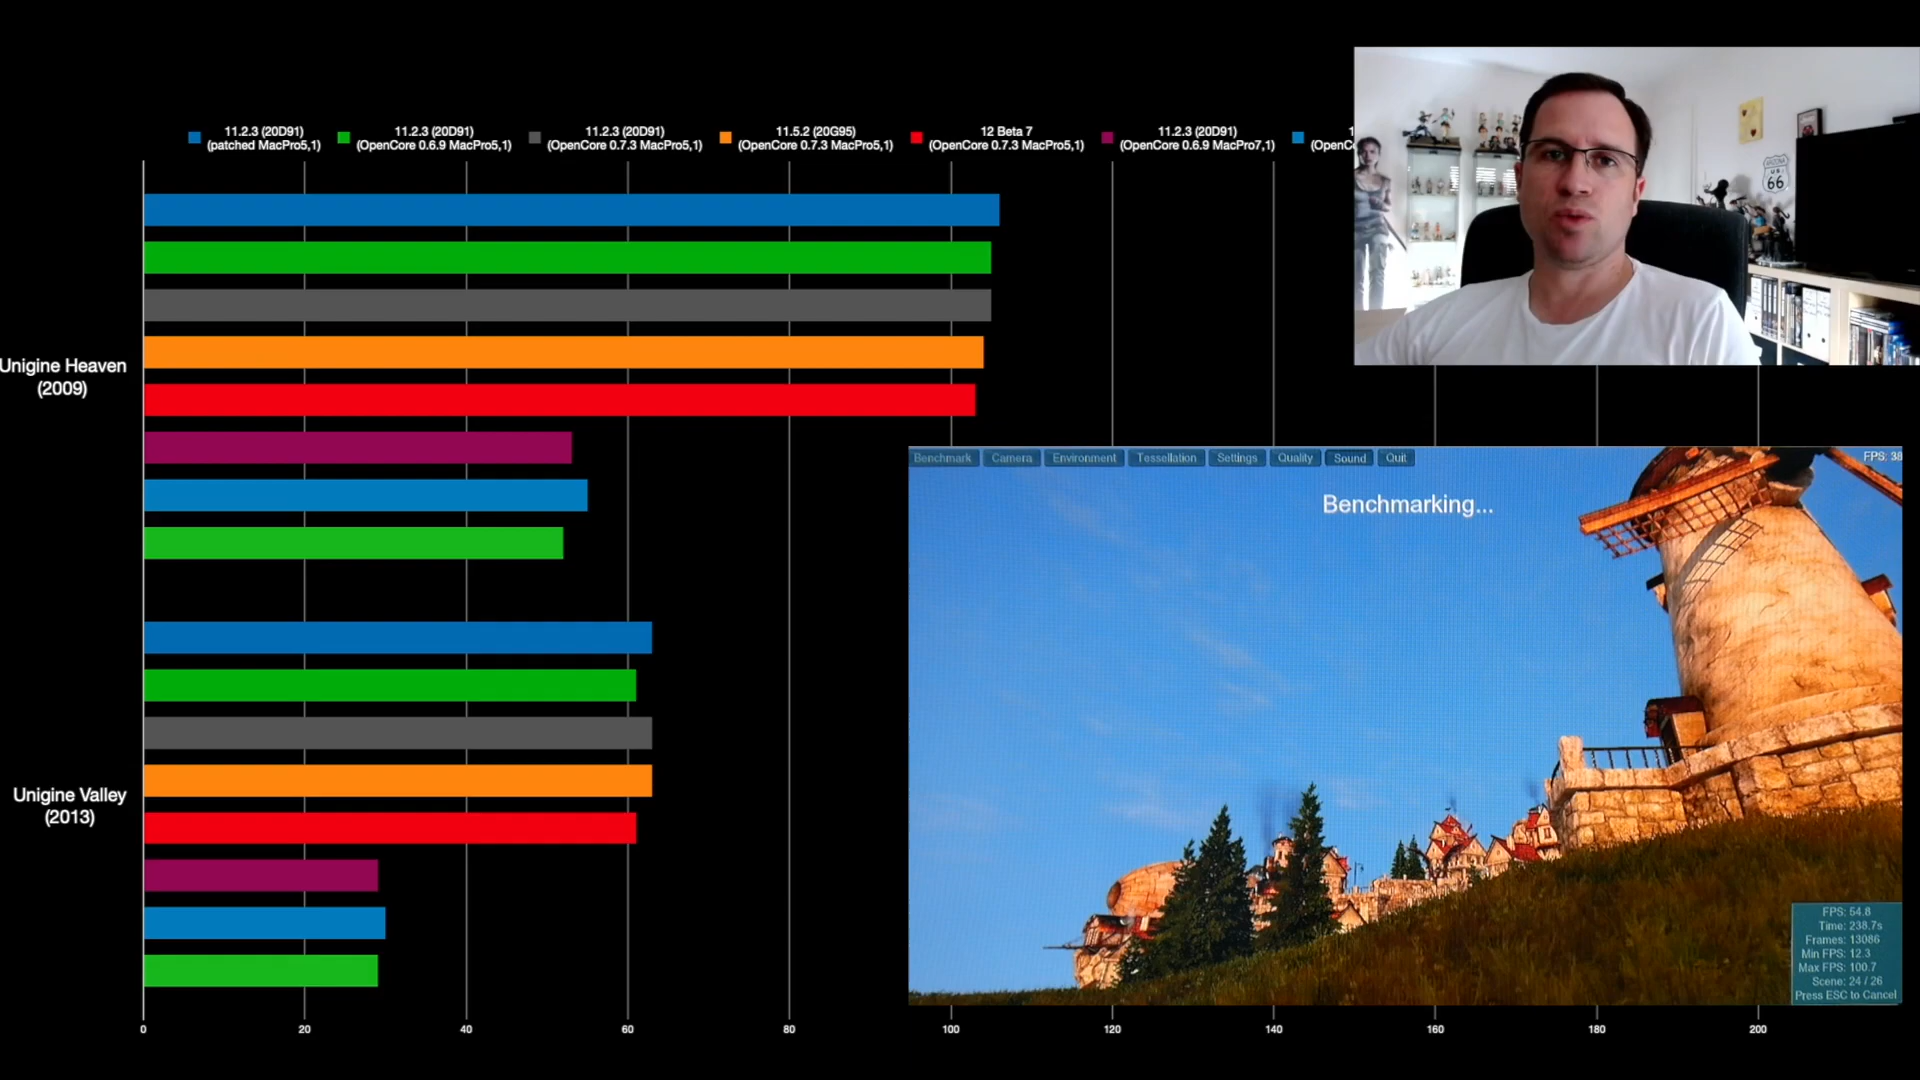 11.2.3 (20D91)
(patched MacPro5,1)
11.2.3 (20D91)
(OpenCore 0.6.9 MacPro5,1)
11.2.3 (20D91)
(OpenCore 0.7.3 MacPro5,1)
11.5.2 (20G95)
(OpenCore 0.7.3 MacPro5,1)
12 Beta 7
(OpenCore 0.7.3 MacPro5,1)
11.2.3 (20D91)
(OpenCore 0.6.9 MacPro7,1)
ARIZONA
US
66
Unigine Heaven
(2009)
Unigine Valley
(2013)
Benchmark Camera Environment Tessellation Settings Quality Sound Quit
FPS: 38
Benchmarking...
FPS: 54.8
Time: 238.7s
Frames: 13086
Min FPS: 12.3
Max FPS: 100.7
Scene: 24 / 26
Press ESC to Cancel
0 20 40 60 80 100 120 140 160 180 200